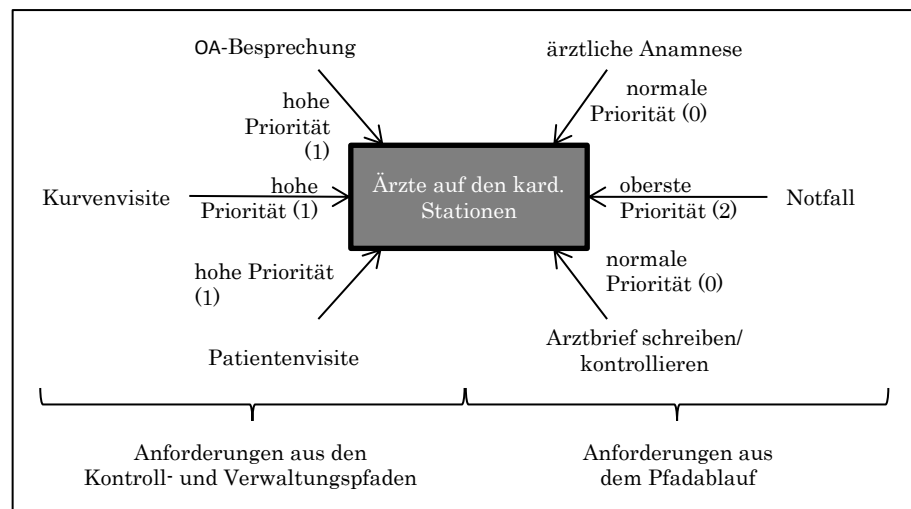 OA-Besprechung
ärztliche Anamnese
hohe
Priorität
(1)
normale
Priorität (0)
Kurvenvisite
hohe
Priorität (1)
Ärzte auf den kard.
Stationen
oberste
Priorität (2)
Notfall
hohe Priorität
(1)
normale
Priorität (0)
Patientenvisite
Arztbrief schreiben/
kontrollieren
Anforderungen aus den
Kontroll- und Verwaltungspfaden
Anforderungen aus
dem Pfadablauf